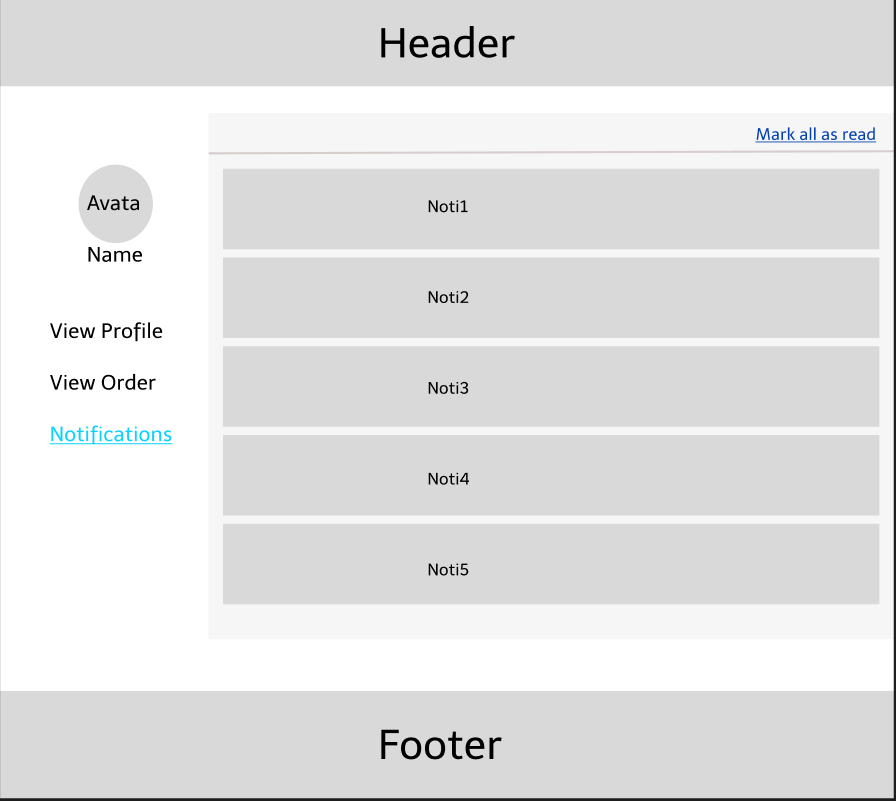 Header
Mark all as read
Avata
Name
View Profile
View Order
Notifications
Noti1
Noti2
Noti3
Noti4
Noti5
Footer